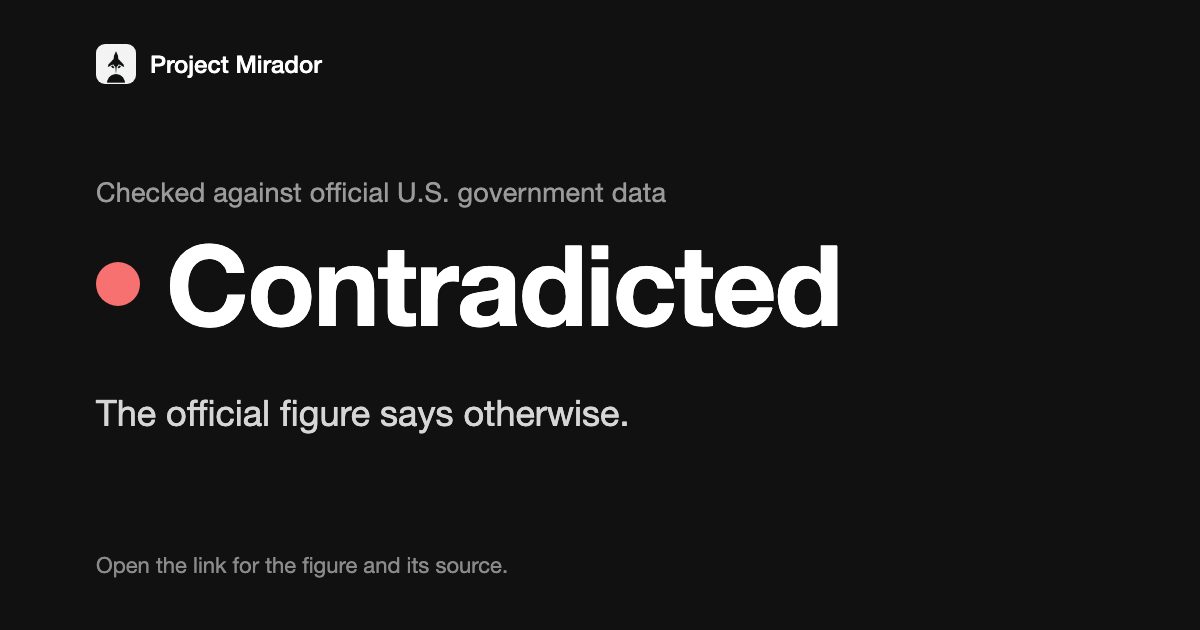 Project Mirador
Checked against official U.S. government data
Contradicted
The official figure says otherwise.
Open the link for the figure and its source.